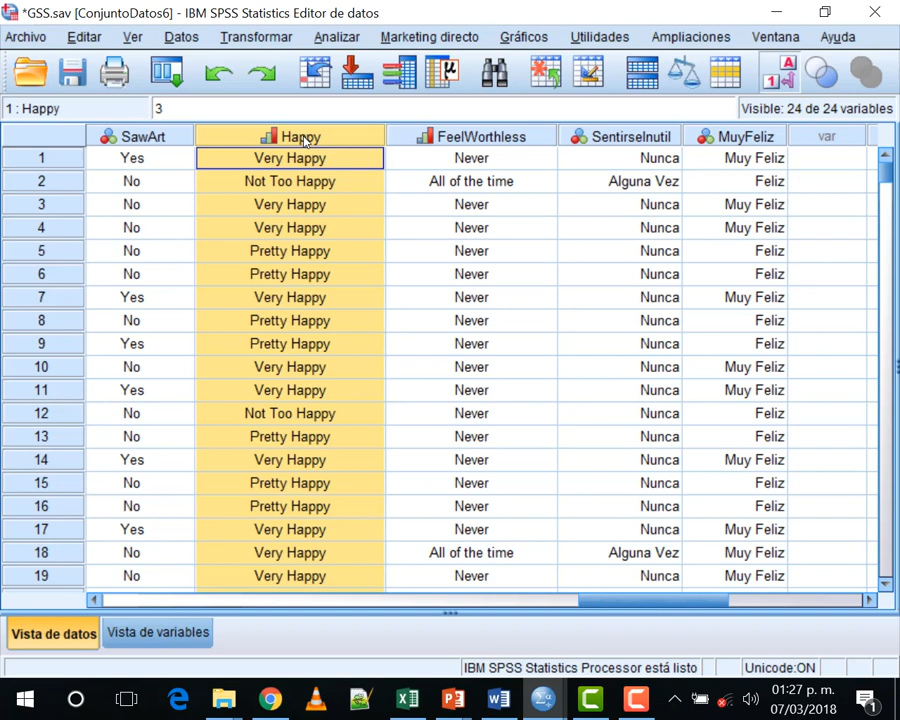 *GSS.sav [ConjuntoDatos6] - IBM SPSS Statistics Editor de datos
Archivo Editar Ver Datos Transformar Analizar Marketing directo Gráficos Utilidades Ampliaciones Ventana Ayuda
1 : Happy 3 Visible: 24 de 24 variables
SawArt Happy FeelWorthless SentirseInutil MuyFeliz var
1 Yes Very Happy Never Nunca Muy Feliz
2 No Not Too Happy All of the time Alguna Vez Feliz
3 No Very Happy Never Nunca Muy Feliz
4 No Very Happy Never Nunca Muy Feliz
5 No Pretty Happy Never Nunca Feliz
6 No Pretty Happy Never Nunca Feliz
7 Yes Very Happy Never Nunca Muy Feliz
8 No Pretty Happy Never Nunca Feliz
9 Yes Pretty Happy Never Nunca Feliz
10 No Very Happy Never Nunca Muy Feliz
11 Yes Very Happy Never Nunca Muy Feliz
12 No Not Too Happy Never Nunca Feliz
13 No Pretty Happy Never Nunca Feliz
14 Yes Very Happy Never Nunca Muy Feliz
15 No Pretty Happy Never Nunca Feliz
16 No Pretty Happy Never Nunca Feliz
17 Yes Very Happy Never Nunca Muy Feliz
18 No Very Happy All of the time Alguna Vez Muy Feliz
19 No Very Happy Never Nunca Muy Feliz
Vista de datos Vista de variables
IBM SPSS Statistics Processor está listo Unicode:ON
01:27 p. m.
07/03/2018